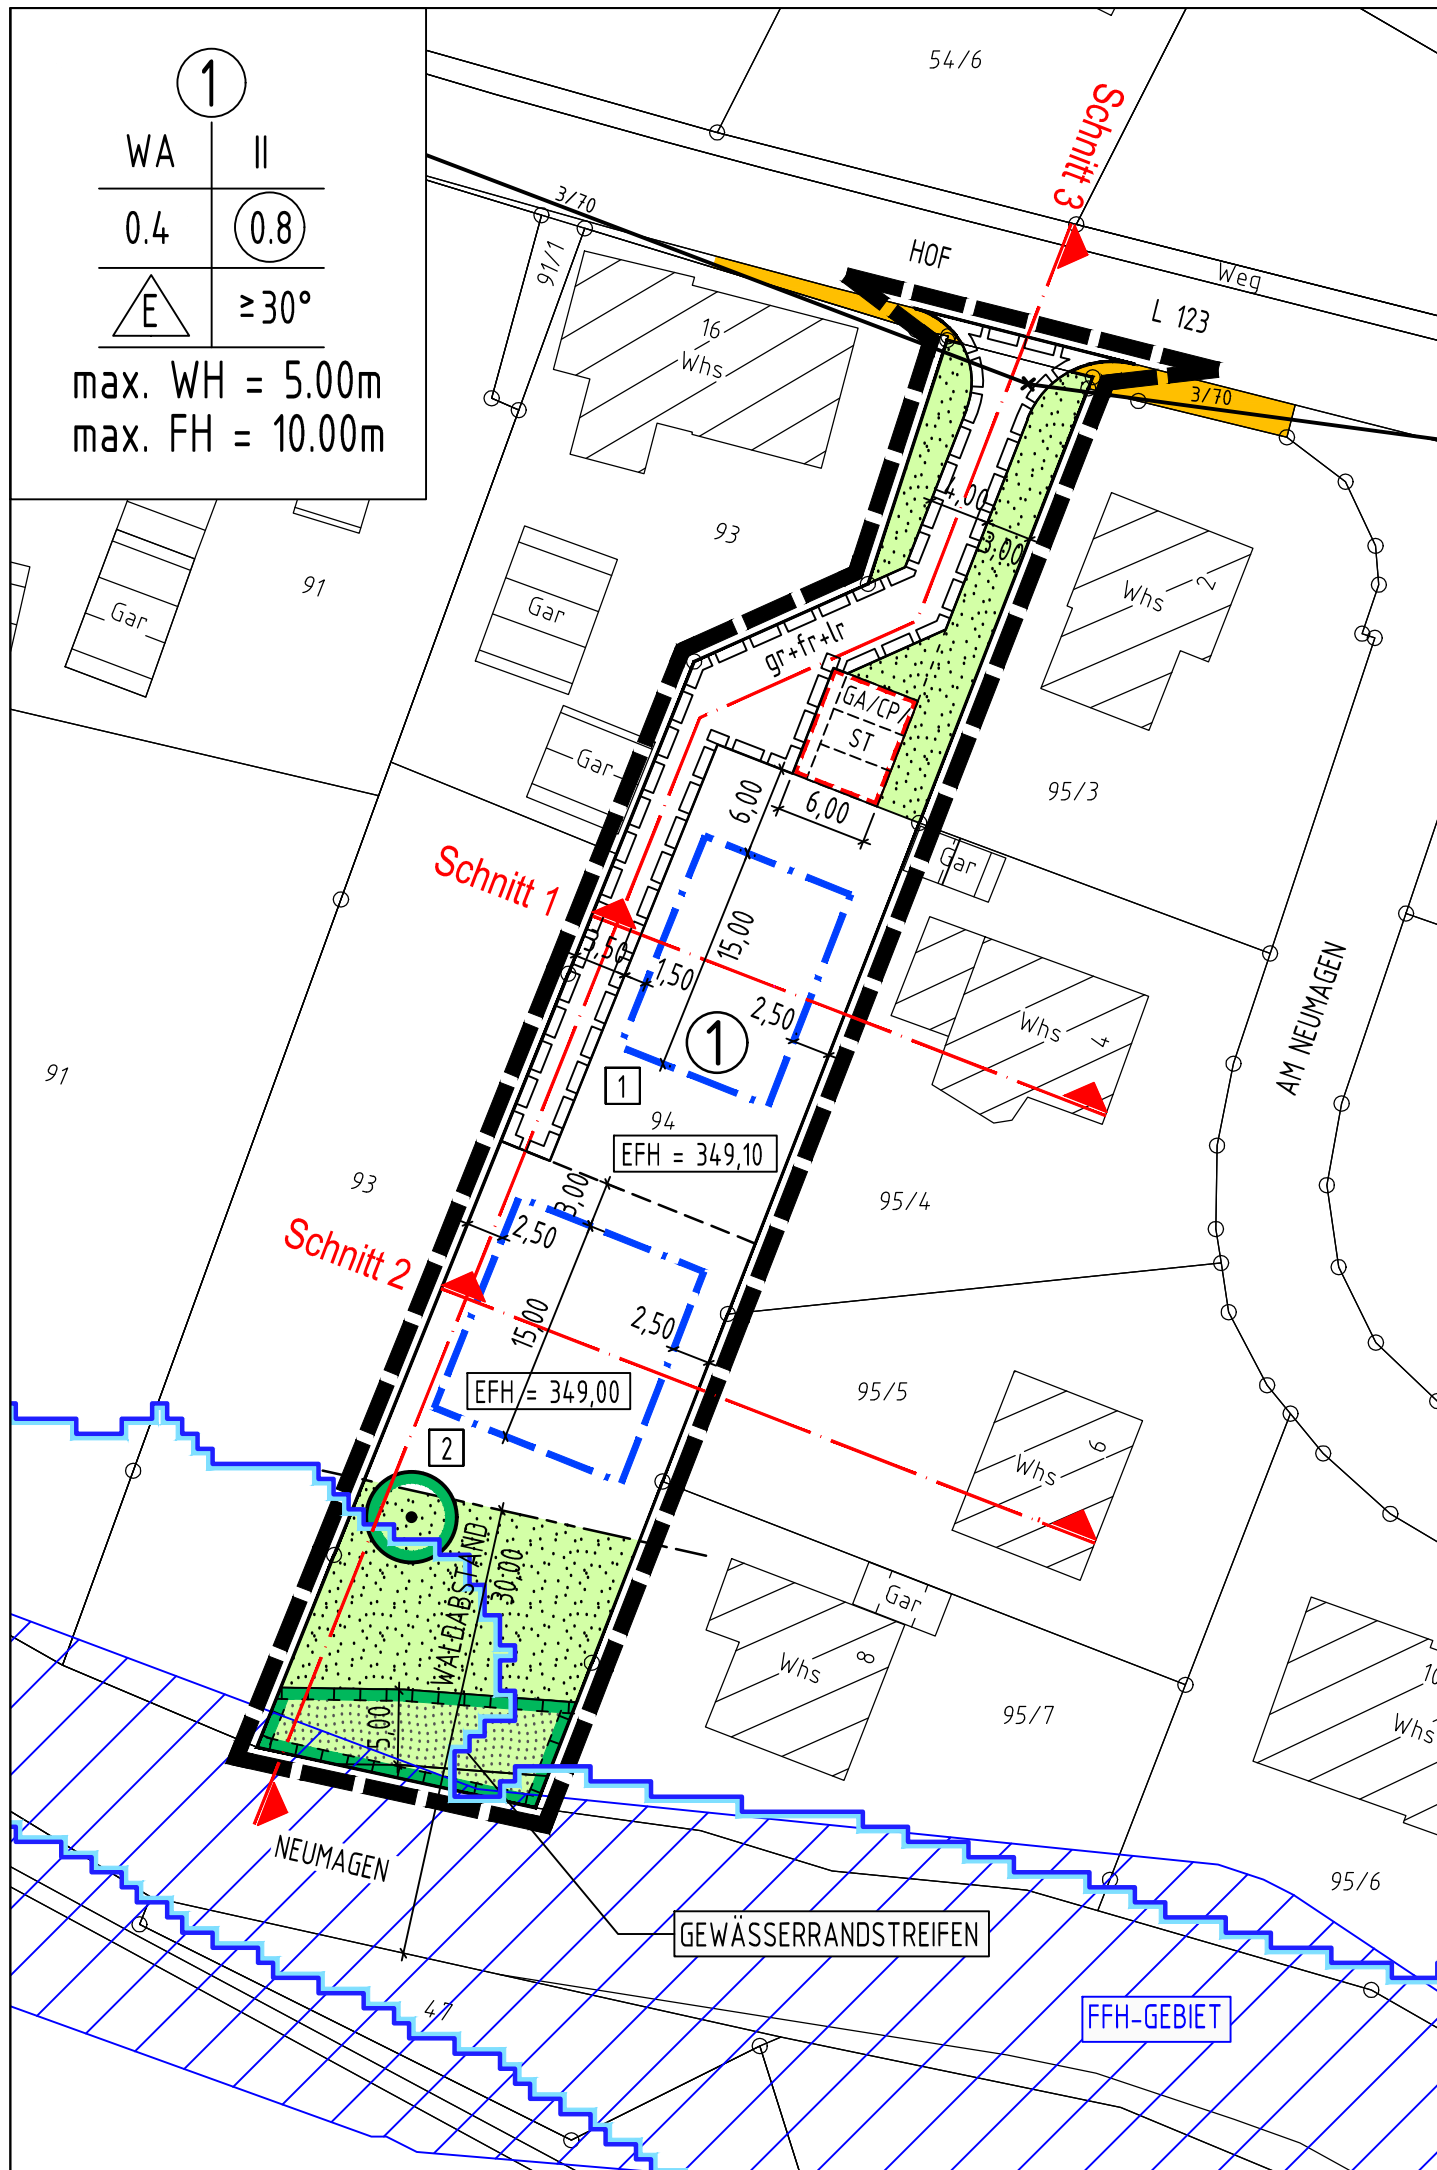 1
WA II
0.4 0.8
E ≥30°
max. WH = 5.00m
max. FH = 10.00m
54/6
Schnitt 3
3/70
91/1
HOF
Weg
L 123
16
Whs
3/70
4,00
93
3,00
Whs
2
91
Gar
Gar
gr+fr+lr
GA/CP/
ST
Gar
95/3
6,00
6,00
Schnitt 1
Gar
15,00
3,50
1,50
2,50
1
Whs
4
AM NEUMAGEN
91
1
94
EFH = 349,10
93
3,00
95/4
Schnitt 2
2,50
15,00
2,50
EFH = 349,00
95/5
2
Whs
6
WALDABSTAND
30,00
Gar
Whs
8
10
Whs
5,00
95/7
NEUMAGEN
95/6
GEWÄSSERRANDSTREIFEN
47
FFH-GEBIET